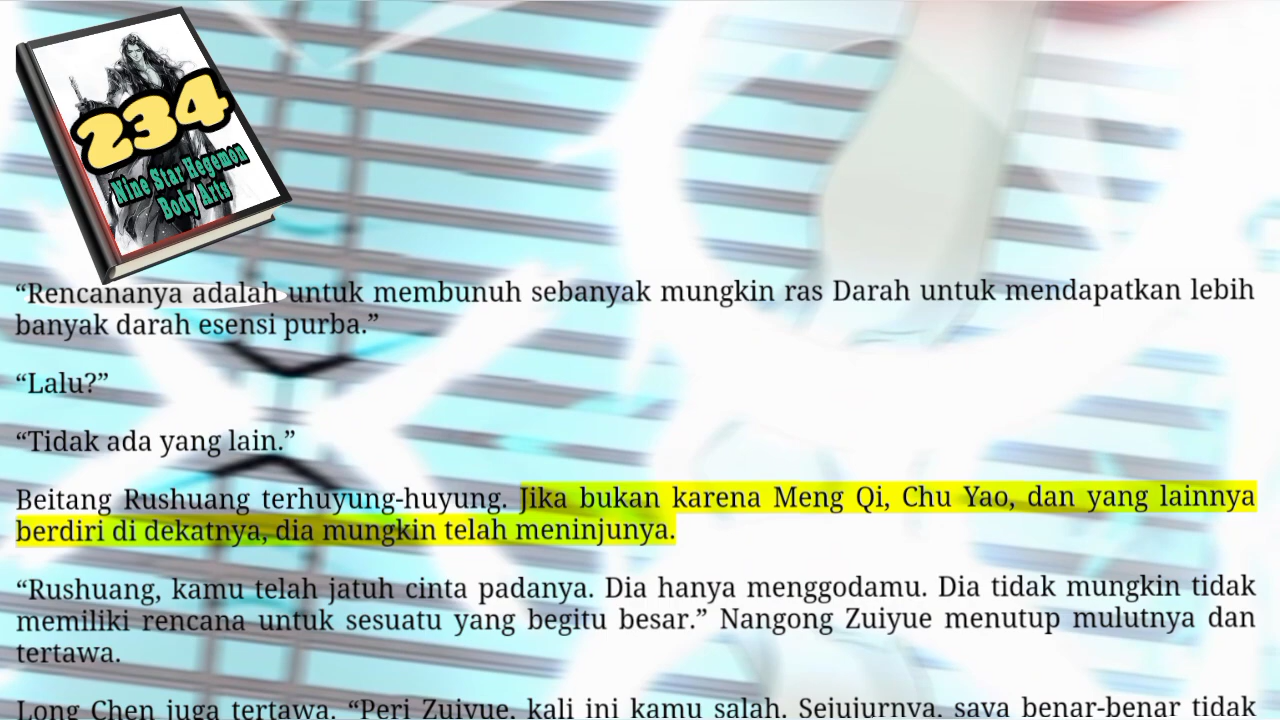 234
Nine Star Hegemon
Body Arts
“Rencananya adalah untuk membunuh sebanyak mungkin ras Darah untuk mendapatkan lebih
banyak darah esensi purba.”
“Lalu?”
“Tidak ada yang lain.”
Beitang Rushuang terhuyung-huyung. Jika bukan karena Meng Qi, Chu Yao, dan yang lainnya
berdiri di dekatnya, dia mungkin telah meninjunya.
“Rushuang, kamu telah jatuh cinta padanya. Dia hanya menggodamu. Dia tidak mungkin tidak
memiliki rencana untuk sesuatu yang begitu besar.” Nangong Zuiyue menutup mulutnya dan
tertawa.
Long Chen juga tertawa. “Peri Zuiyue, kali ini kamu salah. Sejujurnya, saya benar-benar tidak